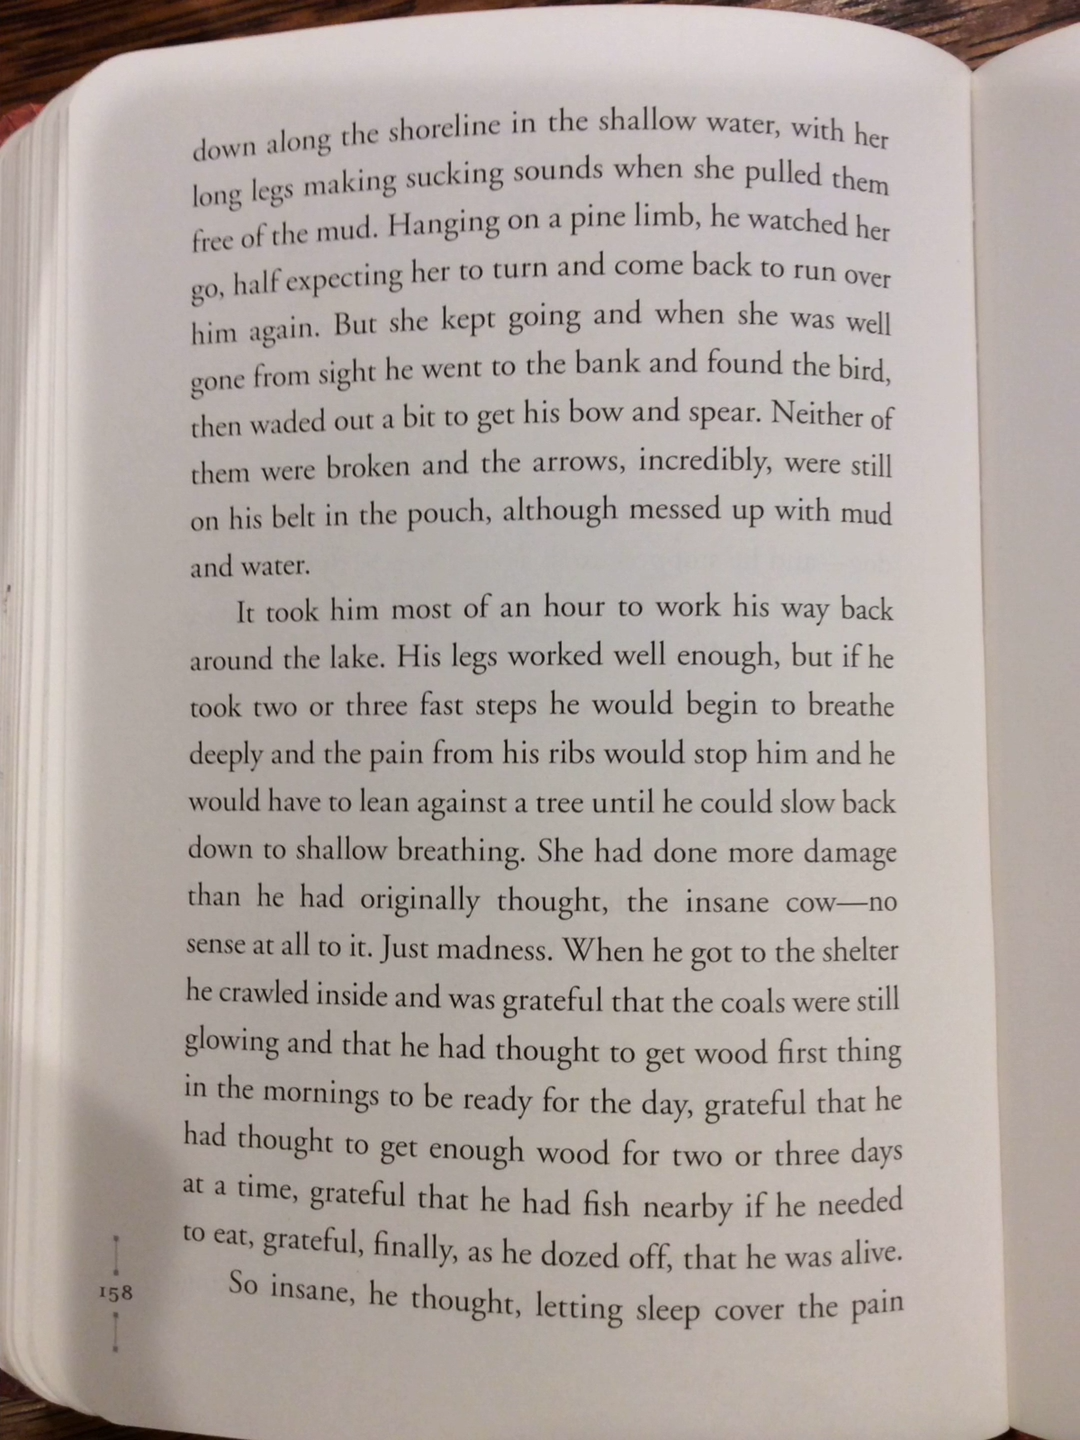 down along the shoreline in the shallow water, with her
long legs making sucking sounds when she pulled them
free of the mud. Hanging on a pine limb, he watched her
go, half expecting her to turn and come back to run over
him again. But she kept going and when she was well
gone from sight he went to the bank and found the bird,
then waded out a bit to get his bow and spear. Neither of
them were broken and the arrows, incredibly, were still
on his belt in the pouch, although messed up with mud
and water.
It took him most of an hour to work his way back
around the lake. His legs worked well enough, but if he
took two or three fast steps he would begin to breathe
deeply and the pain from his ribs would stop him and he
would have to lean against a tree until he could slow back
down to shallow breathing. She had done more damage
than he had originally thought, the insane cow—no
sense at all to it. Just madness. When he got to the shelter
he crawled inside and was grateful that the coals were still
glowing and that he had thought to get wood first thing
in the mornings to be ready for the day, grateful that he
had thought to get enough wood for two or three days
at a time, grateful that he had fish nearby if he needed
to eat, grateful, finally, as he dozed off, that he was alive.
So insane, he thought, letting sleep cover the pain
158